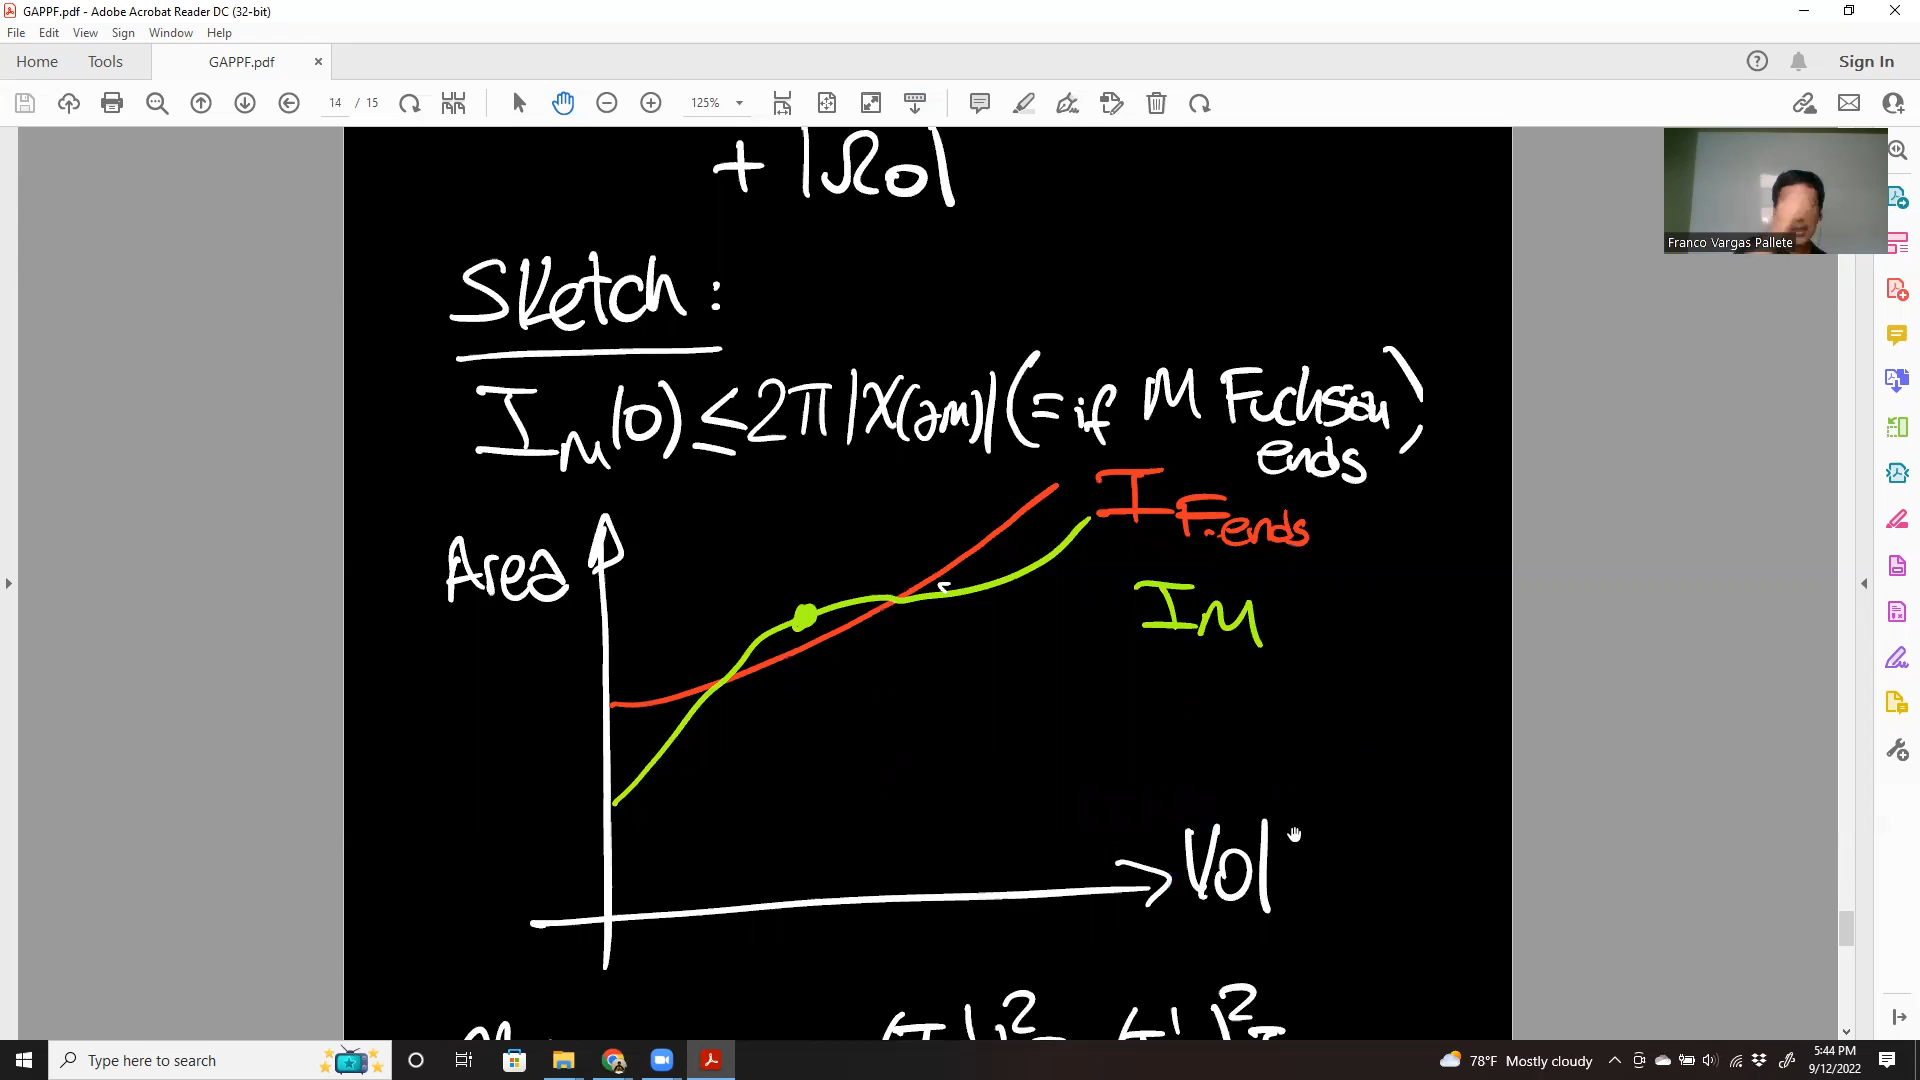 GAPPF.pdf - Adobe Acrobat Reader DC (32-bit)
File Edit View Sign Window Help
Home Tools GAPPF.pdf × Sign In
14 / 15 125%
+ |Ω₀|
Franco Vargas Pallete
Sketch:
I_M(0) ≤ 2π|χ(∂M)| (= if M Fuchsian
ends)
I F.ends
Area
I_M
Vol
Type here to search
78°F Mostly cloudy
5:44 PM
9/12/2022